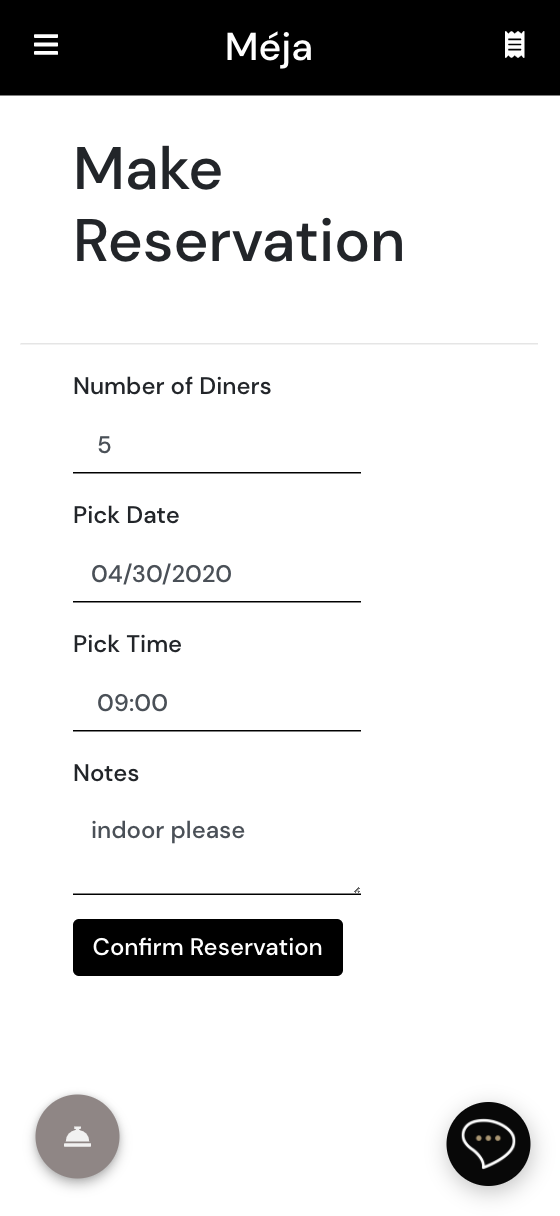 Méja
Make
Reservation
Number of Diners
5
Pick Date
04/30/2020
Pick Time
09:00
Notes
indoor please
Confirm Reservation